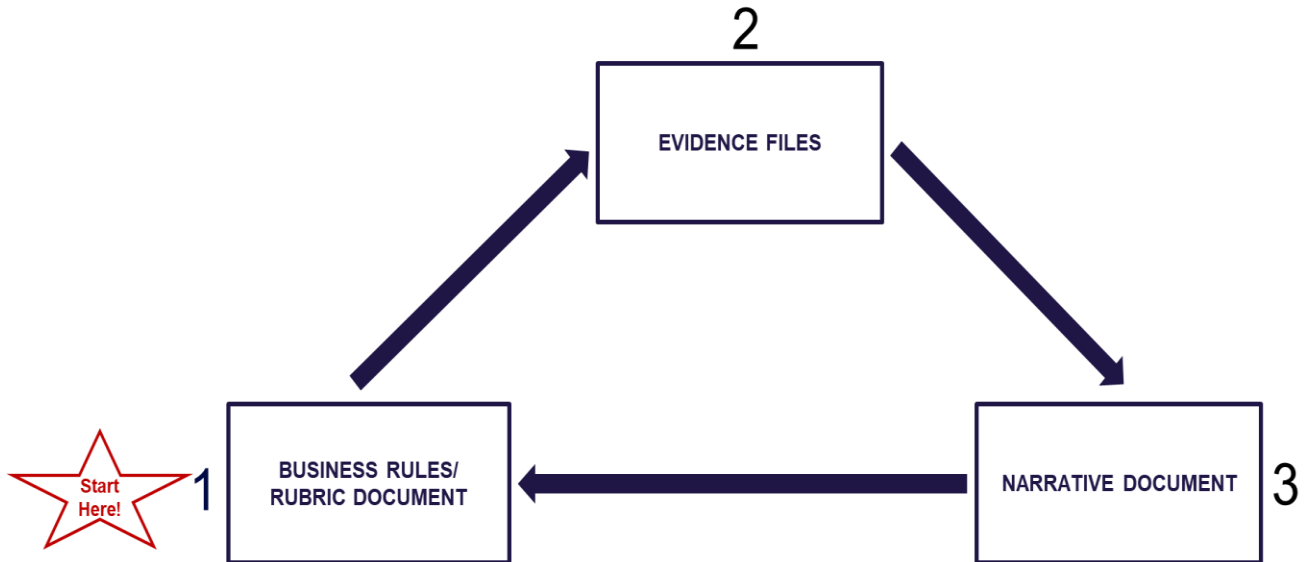 2
EVIDENCE FILES
Start
Here!
1
BUSINESS RULES/
RUBRIC DOCUMENT
NARRATIVE DOCUMENT
3